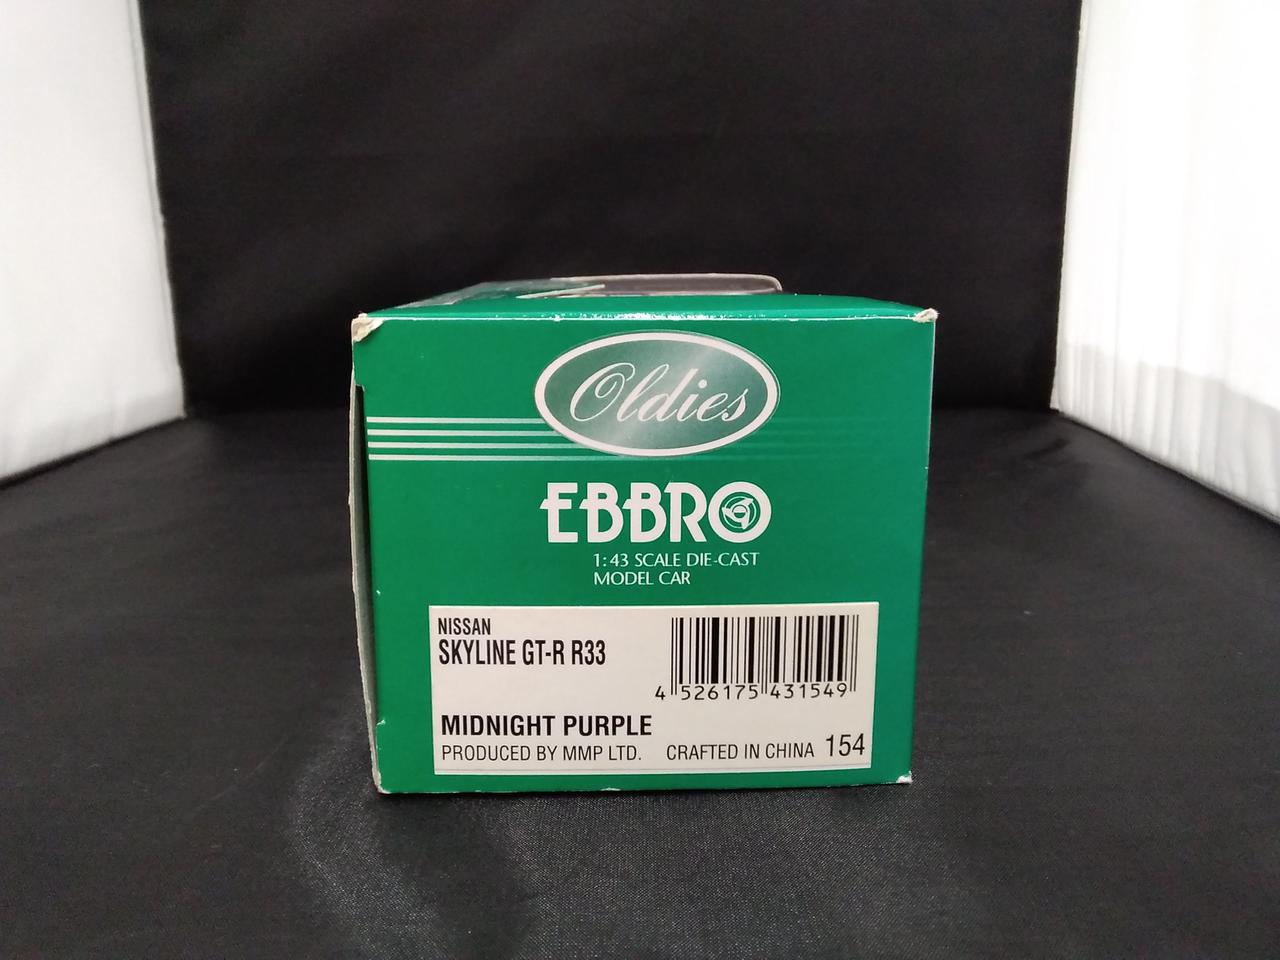 Oldies
EBBRO
1:43 SCALE DIE-CAST
MODEL CAR
NISSAN
SKYLINE GT-R R33
4 526175 431549
MIDNIGHT PURPLE
PRODUCED BY MMP LTD. CRAFTED IN CHINA 154